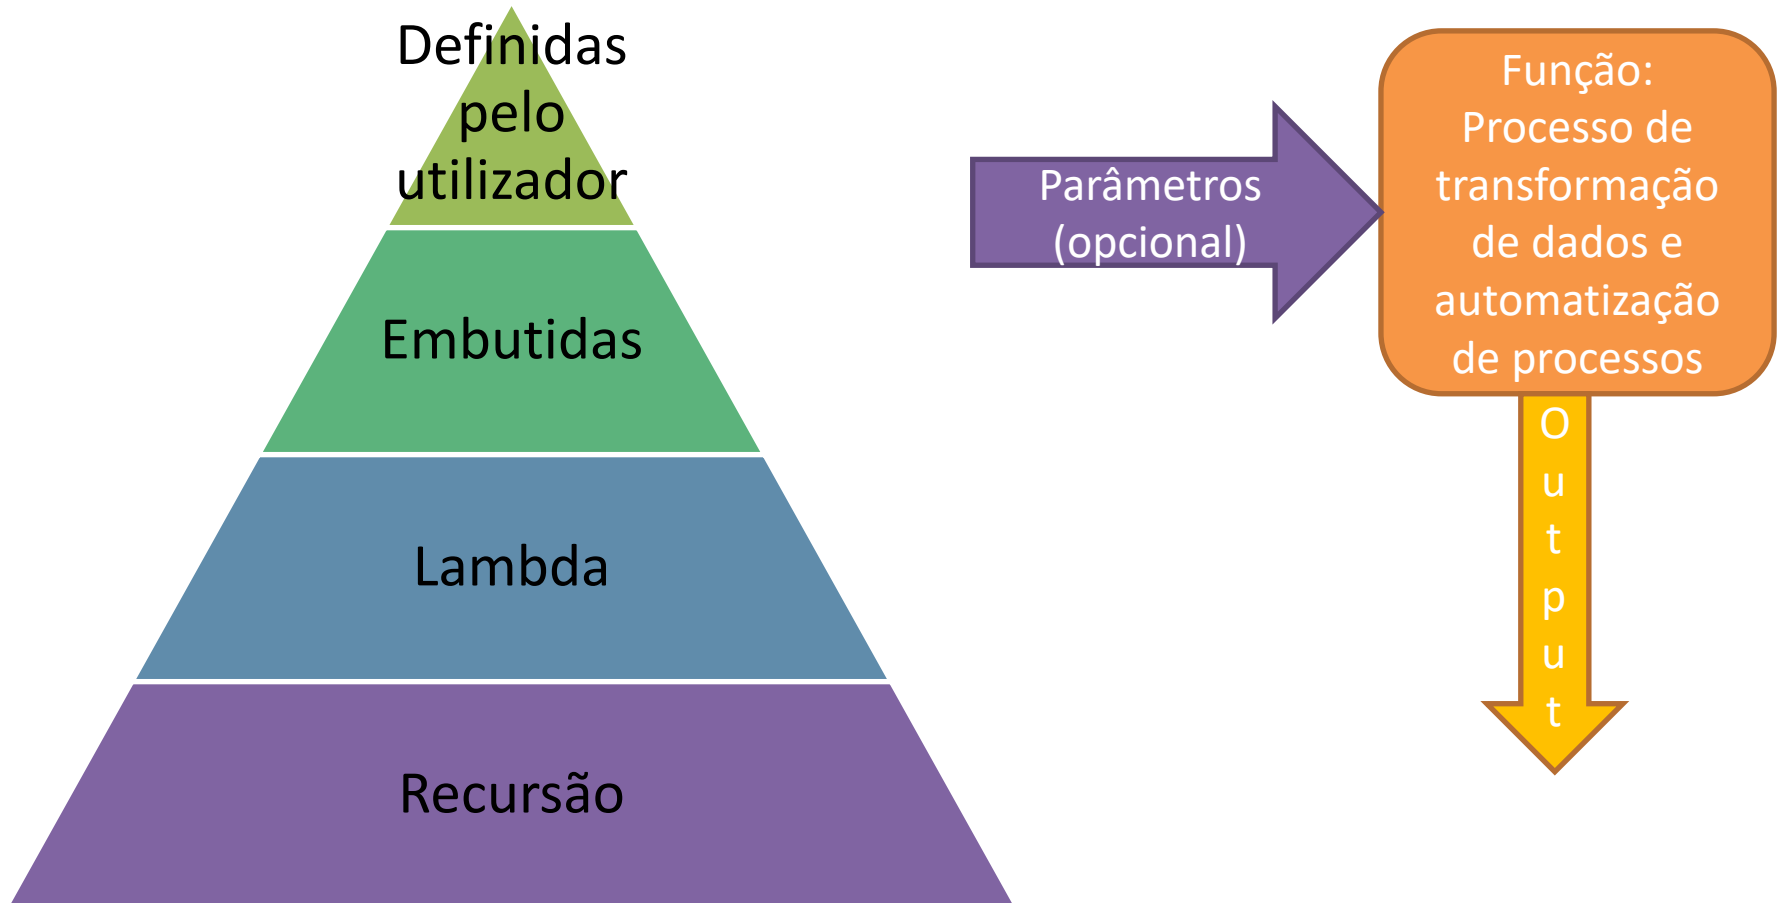 Definidas
pelo
utilizador
Embutidas
Lambda
Recursão
Parâmetros
(opcional)
Função:
Processo de
transformação
de dados e
automatização
de processos
O
u
t
p
u
t